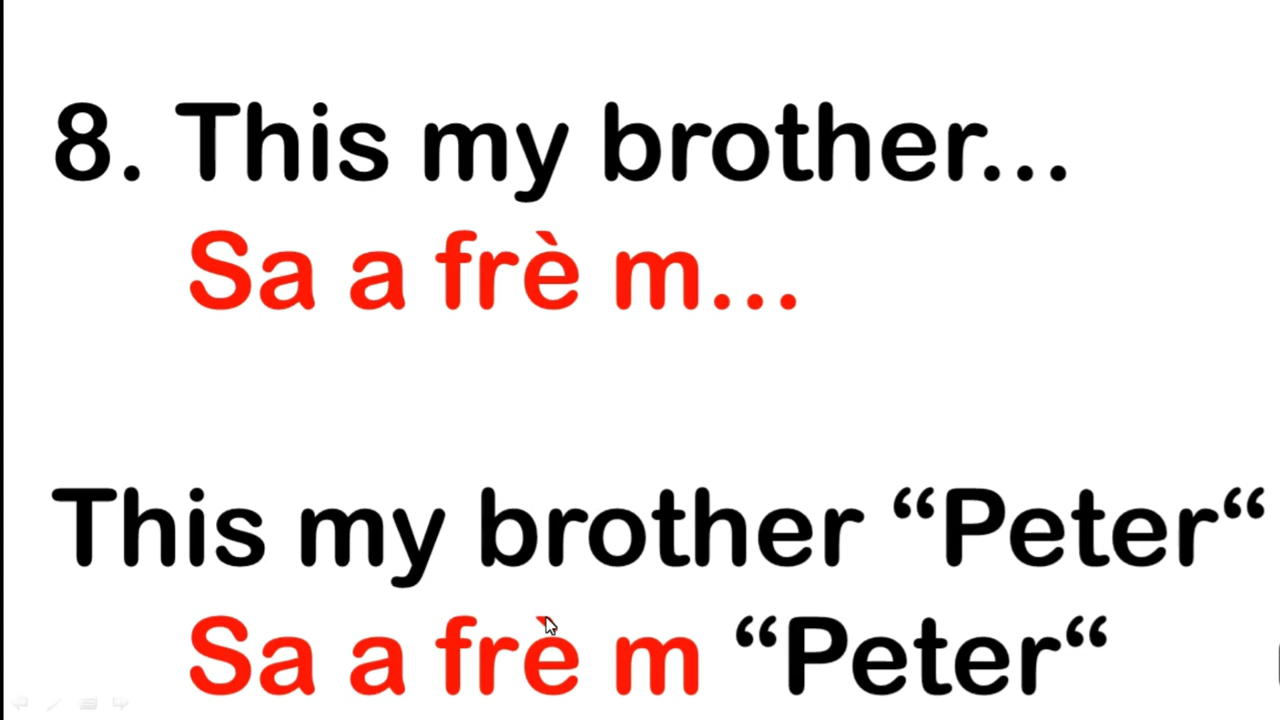 8. This my brother...
Sa a frè m...
This my brother “Peter“
Sa a frè m “Peter“